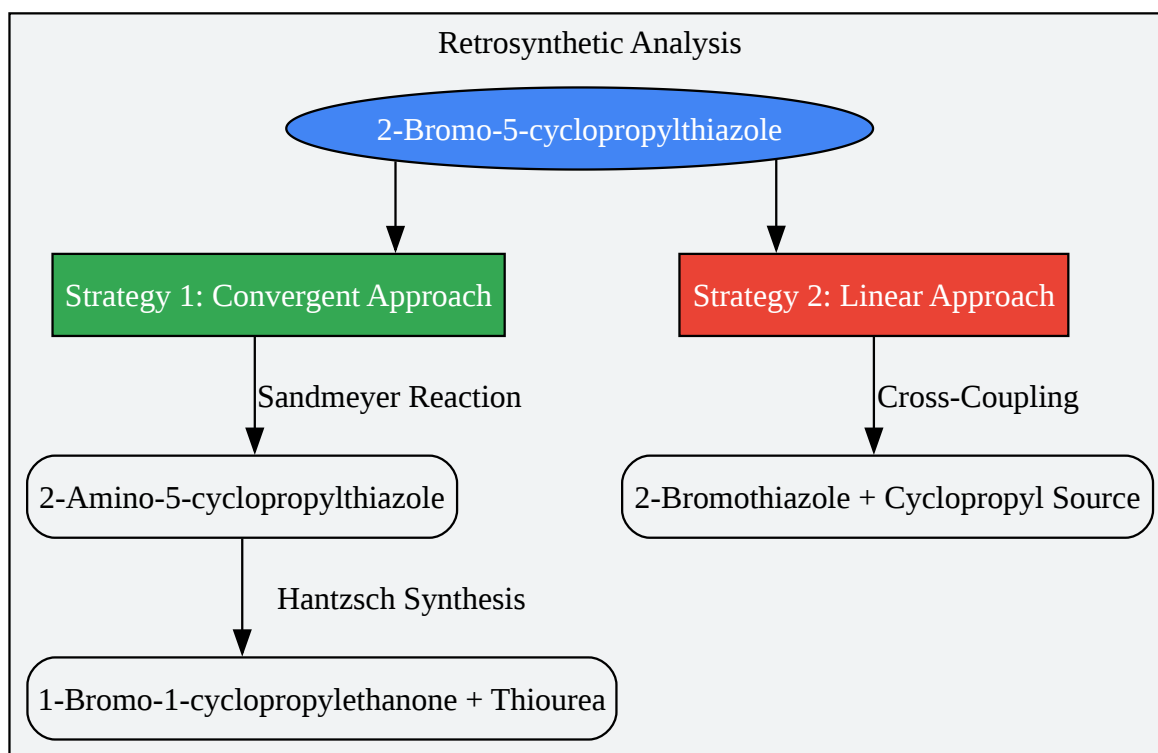 Retrosynthetic Analysis
2-Bromo-5-cyclopropylthiazole
Strategy 1: Convergent Approach
Strategy 2: Linear Approach
Sandmeyer Reaction
Cross-Coupling
2-Amino-5-cyclopropylthiazole
2-Bromothiazole + Cyclopropyl Source
Hantzsch Synthesis
1-Bromo-1-cyclopropylethanone + Thiourea